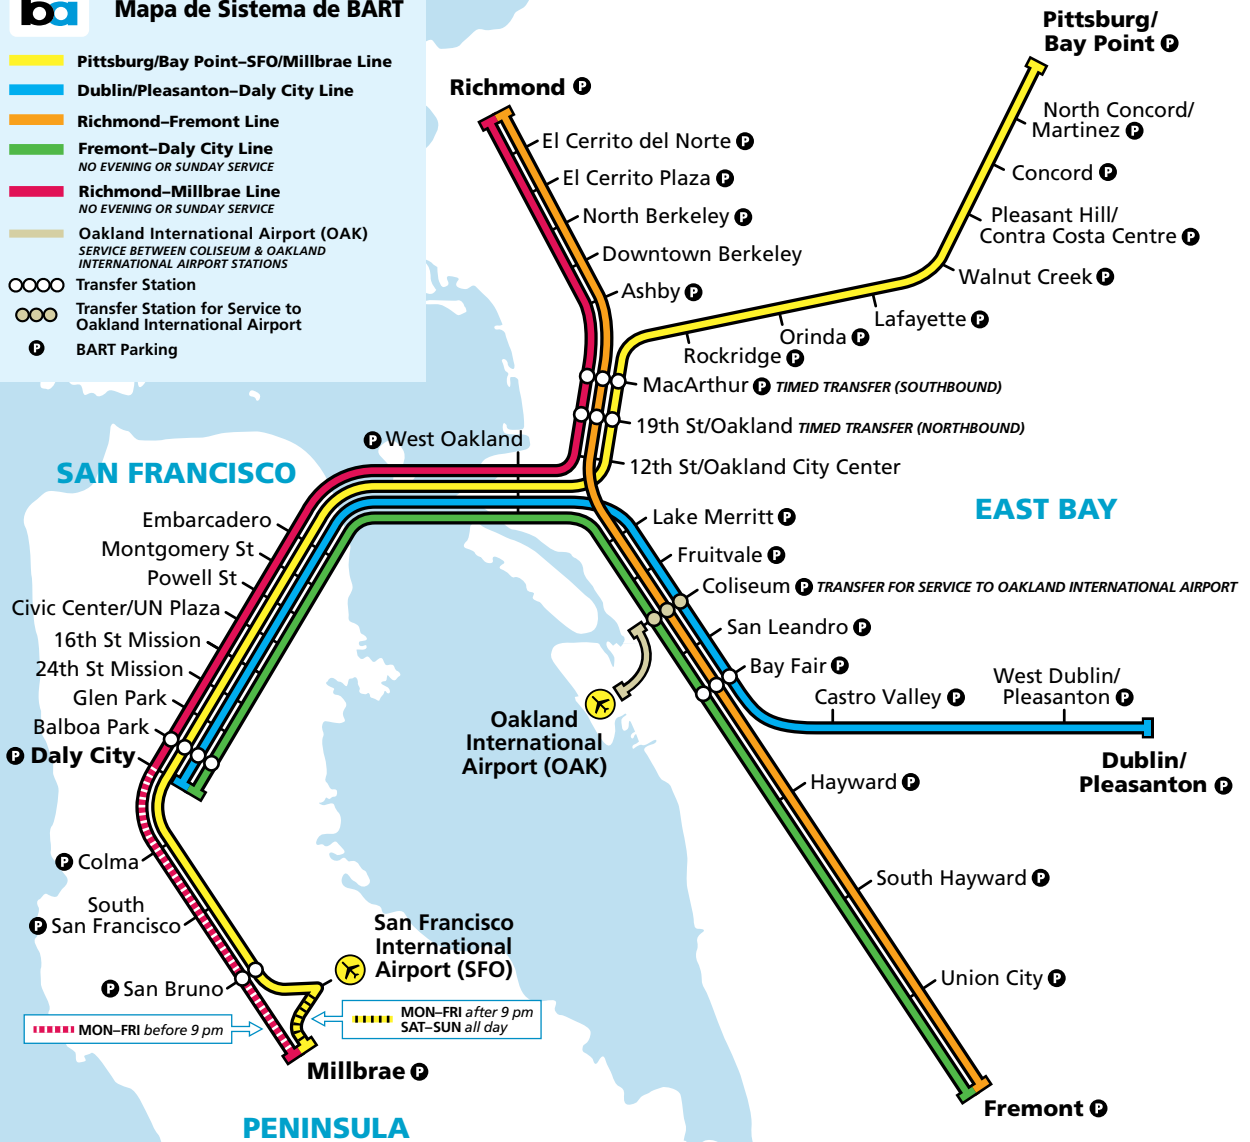 ba
Mapa de Sistema de BART
Pittsburg/Bay Point–SFO/Millbrae Line
Dublin/Pleasanton–Daly City Line
Richmond–Fremont Line
Fremont–Daly City Line
NO EVENING OR SUNDAY SERVICE
Richmond–Millbrae Line
NO EVENING OR SUNDAY SERVICE
Oakland International Airport (OAK)
SERVICE BETWEEN COLISEUM & OAKLAND
INTERNATIONAL AIRPORT STATIONS
Transfer Station
Transfer Station for Service to
Oakland International Airport
P BART Parking
Pittsburg/
Bay Point P
Richmond P
North Concord/
Martinez P
El Cerrito del Norte P
Concord P
El Cerrito Plaza P
Pleasant Hill/
Contra Costa Centre P
North Berkeley P
Downtown Berkeley
Walnut Creek P
Ashby P
Lafayette P
Orinda P
Rockridge P
MacArthur P TIMED TRANSFER (SOUTHBOUND)
19th St/Oakland TIMED TRANSFER (NORTHBOUND)
P West Oakland
12th St/Oakland City Center
SAN FRANCISCO
EAST BAY
Embarcadero
Lake Merritt P
Montgomery St
Fruitvale P
Powell St
Coliseum P TRANSFER FOR SERVICE TO OAKLAND INTERNATIONAL AIRPORT
Civic Center/UN Plaza
San Leandro P
16th St Mission
24th St Mission
Bay Fair P
Glen Park
Castro Valley P
West Dublin/
Pleasanton P
Balboa Park
P Daly City
Oakland
International
Airport (OAK)
Dublin/
Pleasanton P
Hayward P
P Colma
South Hayward P
South
P San Francisco
San Francisco
International
Airport (SFO)
Union City P
P San Bruno
MON–FRI before 9 pm
MON–FRI after 9 pm
SAT–SUN all day
Millbrae P
Fremont P
PENINSULA